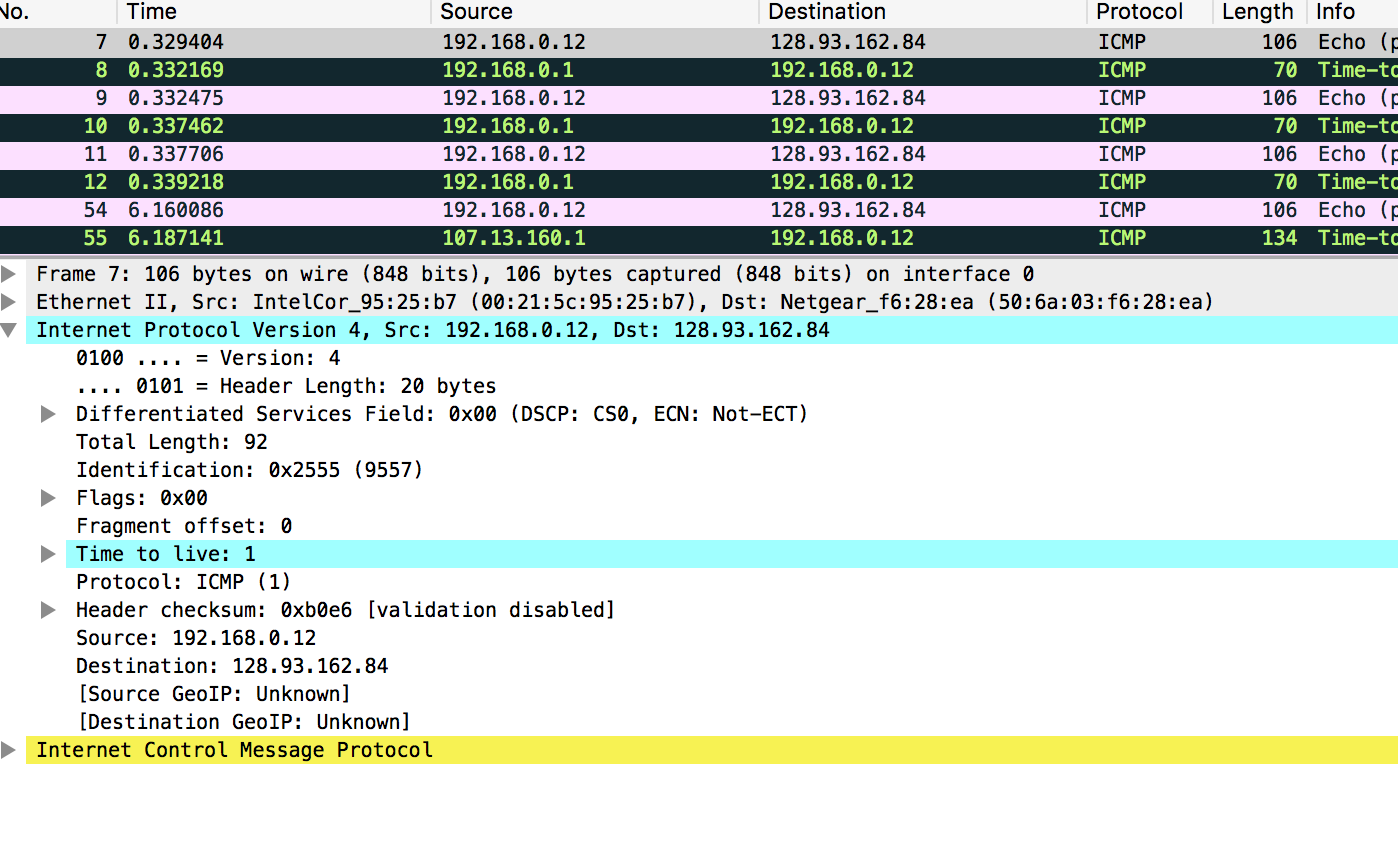 No. Time Source Destination Protocol Length Info
7 0.329404 192.168.0.12 128.93.162.84 ICMP 106 Echo (p
8 0.332169 192.168.0.1 192.168.0.12 ICMP 70 Time-to
9 0.332475 192.168.0.12 128.93.162.84 ICMP 106 Echo (p
10 0.337462 192.168.0.1 192.168.0.12 ICMP 70 Time-to
11 0.337706 192.168.0.12 128.93.162.84 ICMP 106 Echo (p
12 0.339218 192.168.0.1 192.168.0.12 ICMP 70 Time-to
54 6.160086 192.168.0.12 128.93.162.84 ICMP 106 Echo (p
55 6.187141 107.13.160.1 192.168.0.12 ICMP 134 Time-to
Frame 7: 106 bytes on wire (848 bits), 106 bytes captured (848 bits) on interface 0
Ethernet II, Src: IntelCor_95:25:b7 (00:21:5c:95:25:b7), Dst: Netgear_f6:28:ea (50:6a:03:f6:28:ea)
Internet Protocol Version 4, Src: 192.168.0.12, Dst: 128.93.162.84
0100 .... = Version: 4
.... 0101 = Header Length: 20 bytes
Differentiated Services Field: 0x00 (DSCP: CS0, ECN: Not-ECT)
Total Length: 92
Identification: 0x2555 (9557)
Flags: 0x00
Fragment offset: 0
Time to live: 1
Protocol: ICMP (1)
Header checksum: 0xb0e6 [validation disabled]
Source: 192.168.0.12
Destination: 128.93.162.84
[Source GeoIP: Unknown]
[Destination GeoIP: Unknown]
Internet Control Message Protocol